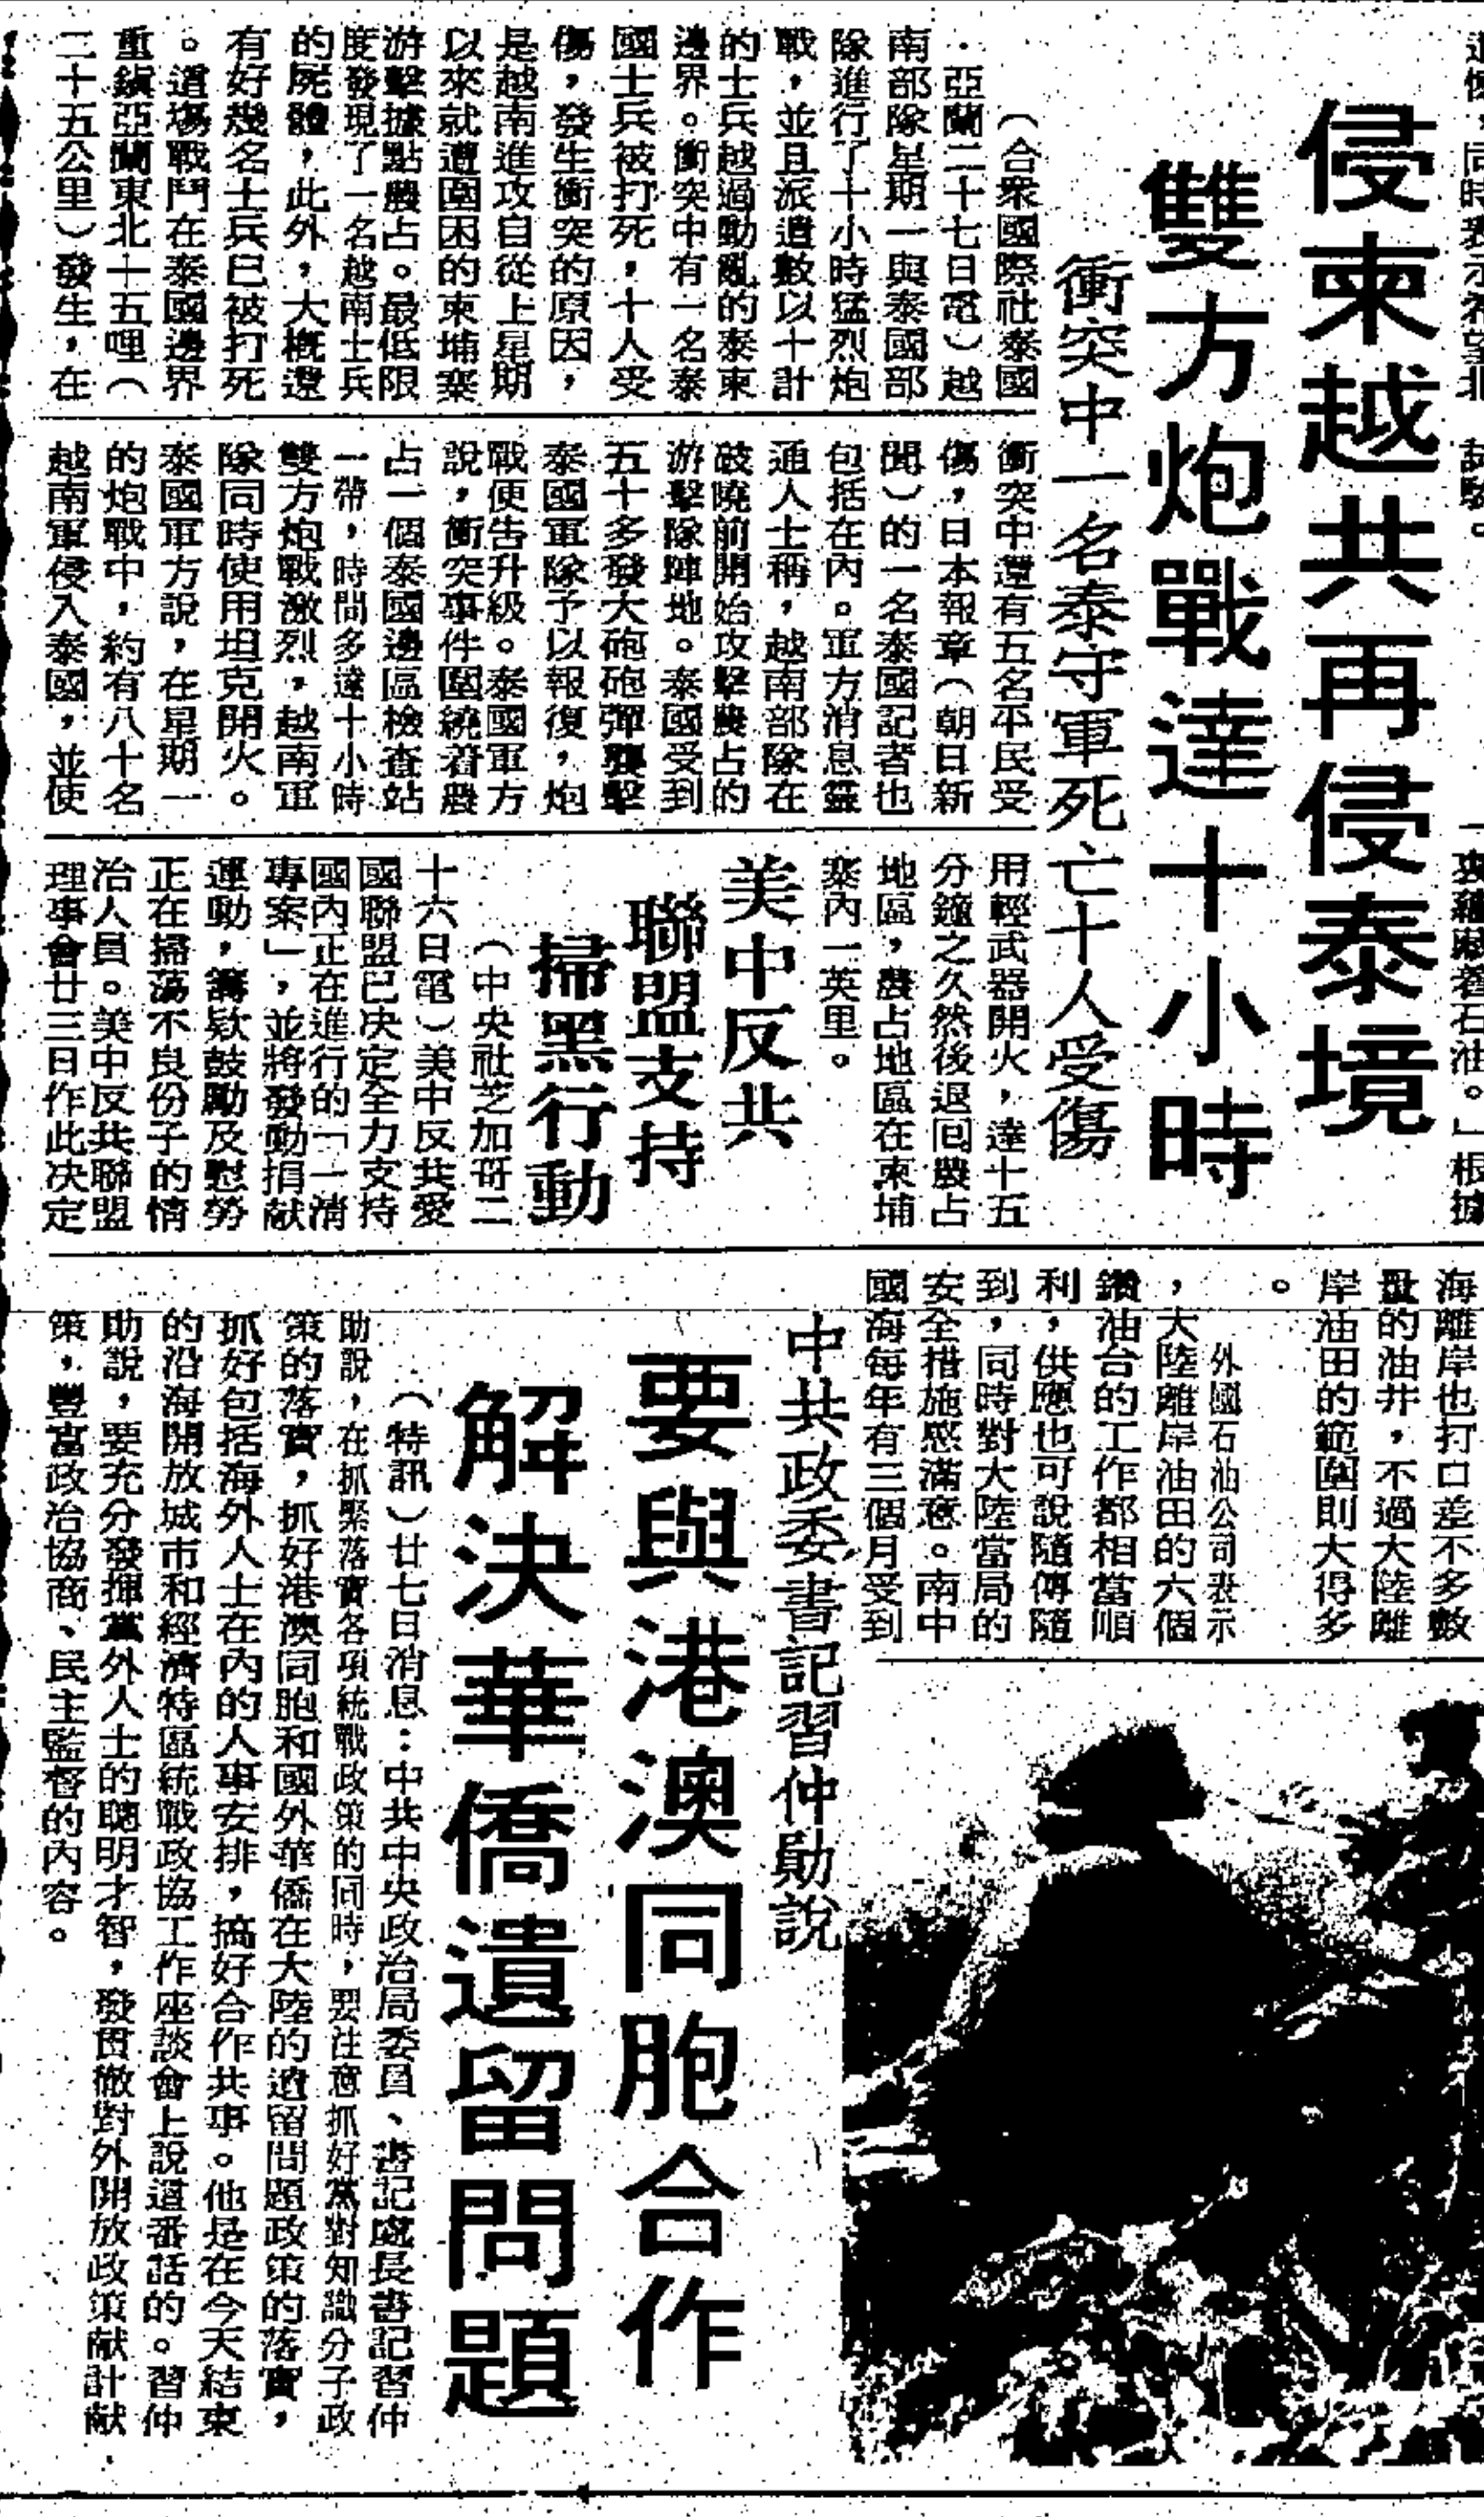 侵柬越共再侵泰境
雙方炮戰達十小時
衝突中一名泰守軍死亡十人受傷
（合衆國際社泰國
亞蘭二十七日電）越
南部隊星期一與泰國部
隊進行了十小時猛烈炮
戰，並且派遣數以十計
的士兵越過動亂的泰柬
邊界。衝突中有一名泰
國士兵被打死，十人受
傷，發生衝突的原因，
是越南進攻自從上星期
以來就遭圍困的柬埔寨
游擊據點農占。最低限
度發現了一名越南士兵
的屍體，此外，大概還
有好幾名士兵已被打死
。這場戰鬥在泰國邊界
重鎭亞蘭東北十五哩（
二十五公里）發生，在
衝突中還有五名平民受
傷，日本報章（朝日新
聞）的一名泰國記者也
包括在內。軍方消息靈
通人士稱，越南部隊在
破曉前開始攻擊農占的
游擊隊陣地。泰國受到
五十多發大砲砲彈襲擊
泰國軍隊予以報復，炮
戰便告升級。泰國軍方
說，衝突事件圍繞着農
占一個泰國邊區檢查站
一帶，時間多達十小時
雙方炮戰激烈，越南軍
隊同時使用坦克開火。
泰國軍方說，在星期一
的炮戰中，約有八十名
越南軍侵入泰國，並使
用輕武器開火，達十五
分鐘之久然後退囘農占
地區，農占地區在柬埔
寨內一英里。
美中反共
聯盟支持
掃黑行動
（中央社芝加哥二
十六日電）美中反共愛
國聯盟已決定全力支持
國內正在進行的「一清
專案」，並將發動捐献
運動，籌欵鼓勵及慰勞
正在掃蕩不良份子的情
治人員。美中反共聯盟
理事會廿三日作此決定
海離岸也打口差不多數
量的油井，不過大陸離
岸油田的範圍則大得多
。
外國石油公司表示
，大陸離岸油田的六個
鑽油台的工作都相當順
利，供應也可說隨傳隨
到，同時對大陸當局的
安全措施感滿意。南中
國海每年有三個月受到
中共政委書記習仲勛說
要與港澳同胞合作
解決華僑遺留問題
（特訊）廿七日消息：中共中央政治局委員、書記處長書記習仲
助說，在抓緊落實各項統戰政策的同時，要注意抓好黨對知識分子政
策的落實，抓好港澳同胞和國外華僑在大陸的遺留問題政策的落實，
抓好包括海外人士在內的人事安排，搞好合作共事。他是在今天結束
的沿海開放城市和經濟特區統戰政協工作座談會上說這番話的。習仲
助說，要充分發揮黨外人士的聰明才智，發貫徹對外開放政策献計献
策，豐富政治協商、民主監督的內容。